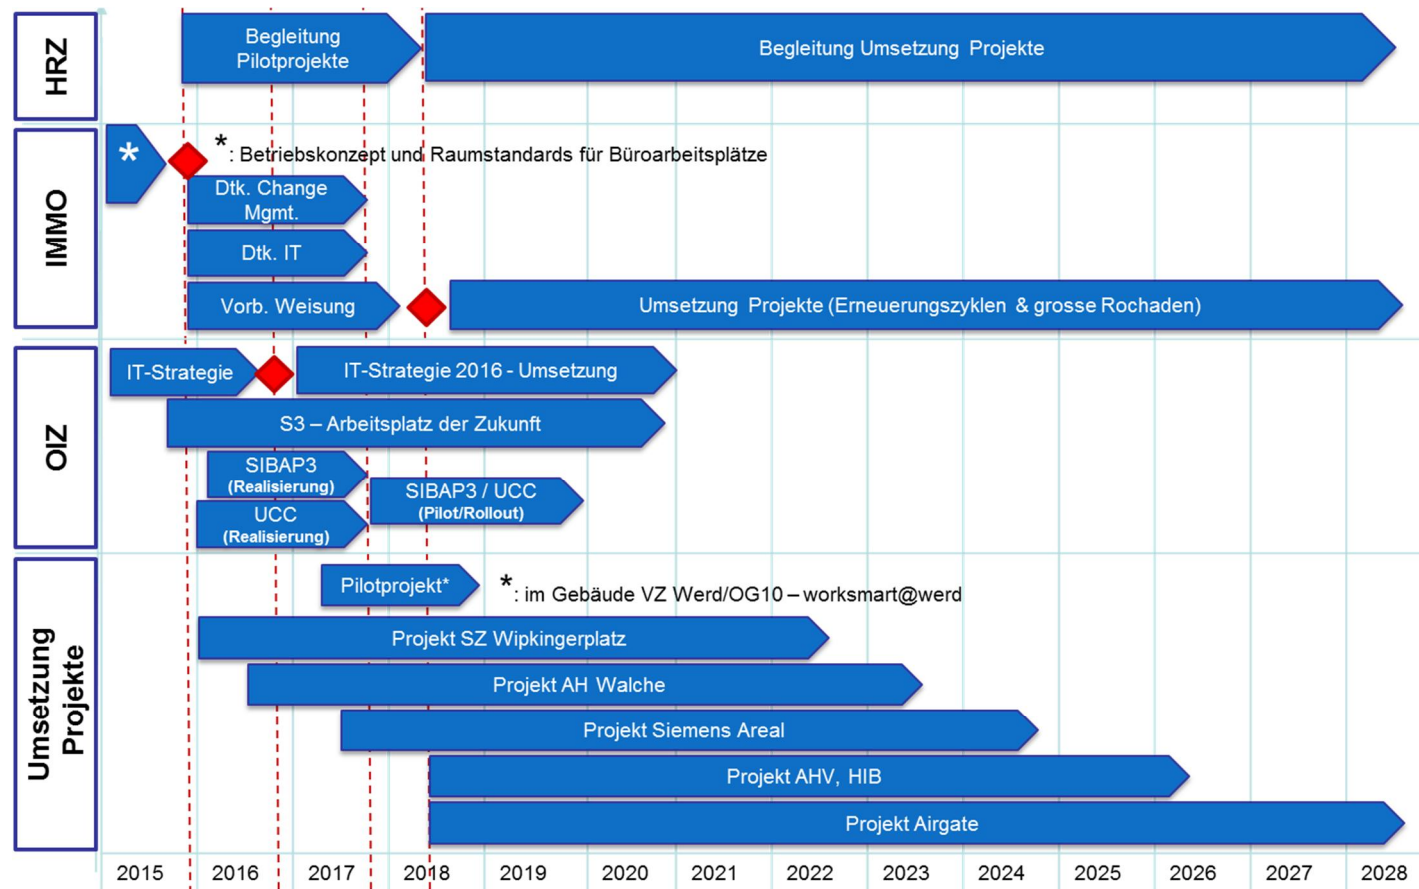 HRZ
Begleitung
Pilotprojekte
Begleitung Umsetzung Projekte
IMMO
*
*: Betriebskonzept und Raumstandards für Büroarbeitsplätze
Dtk. Change
Mgmt.
Dtk. IT
Vorb. Weisung
Umsetzung Projekte (Erneuerungszyklen & grosse Rochaden)
OIZ
IT-Strategie
IT-Strategie 2016 - Umsetzung
S3 – Arbeitsplatz der Zukunft
SIBAP3
(Realisierung)
UCC
(Realisierung)
SIBAP3 / UCC
(Pilot/Rollout)
Umsetzung
Projekte
Pilotprojekt*
*: im Gebäude VZ Werd/OG10 – worksmart@werd
Projekt SZ Wipkingerplatz
Projekt AH Walche
Projekt Siemens Areal
Projekt AHV, HIB
Projekt Airgate
2015 2016 2017 2018 2019 2020 2021 2022 2023 2024 2025 2026 2027 2028